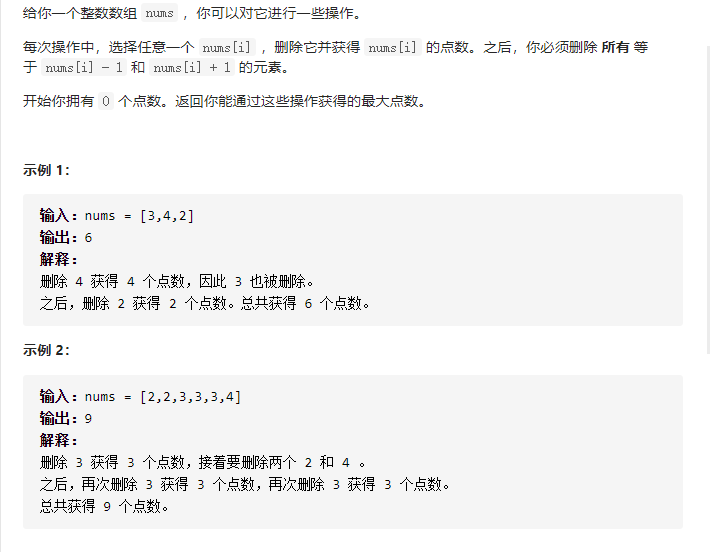 给你一个整数数组 nums ，你可以对它进行一些操作。
每次操作中，选择任意一个 nums[i] ，删除它并获得 nums[i] 的点数。之后，你必须删除 所有 等
于 nums[i] - 1 和 nums[i] + 1 的元素。
开始你拥有 0 个点数。返回你能通过这些操作获得的最大点数。
示例 1：
输入：nums = [3,4,2]
输出：6
解释：
删除 4 获得 4 个点数，因此 3 也被删除。
之后，删除 2 获得 2 个点数。总共获得 6 个点数。
示例 2：
输入：nums = [2,2,3,3,3,4]
输出：9
解释：
删除 3 获得 3 个点数，接着要删除两个 2 和 4 。
之后，再次删除 3 获得 3 个点数，再次删除 3 获得 3 个点数。
总共获得 9 个点数。